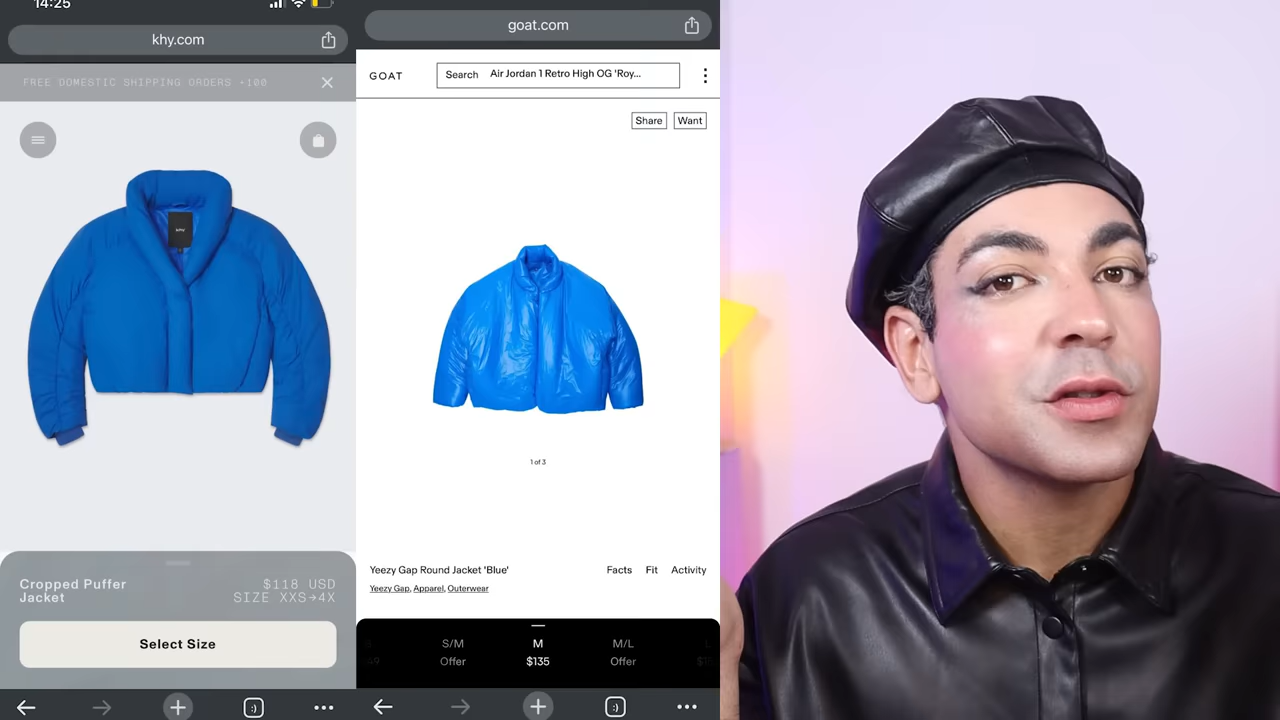 14:25
khy.com
FREE DOMESTIC SHIPPING ORDERS +100
khy
Cropped Puffer Jacket
$118 USD
SIZE XXS→4X
Select Size
:)
goat.com
GOAT
Search Air Jordan 1 Retro High OG 'Roy...
Share Want
1 of 3
Yeezy Gap Round Jacket 'Blue'
Facts Fit Activity
Yeezy Gap, Apparel, Outerwear
S/M M M/L
Offer $135 Offer
:)